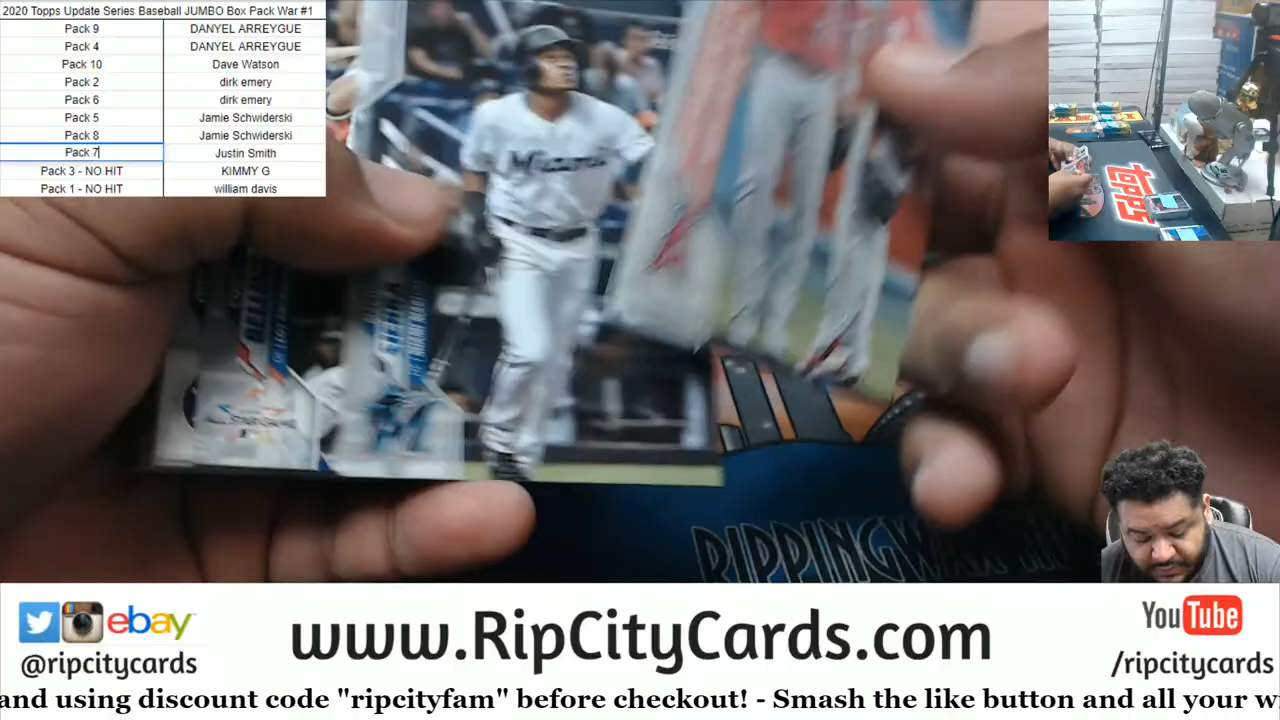 2020 Topps Update Series Baseball JUMBO Box Pack War #1
Pack 9 DANYEL ARREYGUE
Pack 4 DANYEL ARREYGUE
Pack 10 Dave Watson
Pack 2 dirk emery
Pack 6 dirk emery
Pack 5 Jamie Schwiderski
Pack 8 Jamie Schwiderski
Pack 7 Justin Smith
Pack 3 - NO HIT KIMMY G
Pack 1 - NO HIT william davis
Miami
TOPPS
ebay
@ripcitycards
www.RipCityCards.com
YouTube
/ripcitycards
and using discount code "ripcityfam" before checkout! - Smash the like button and all your w